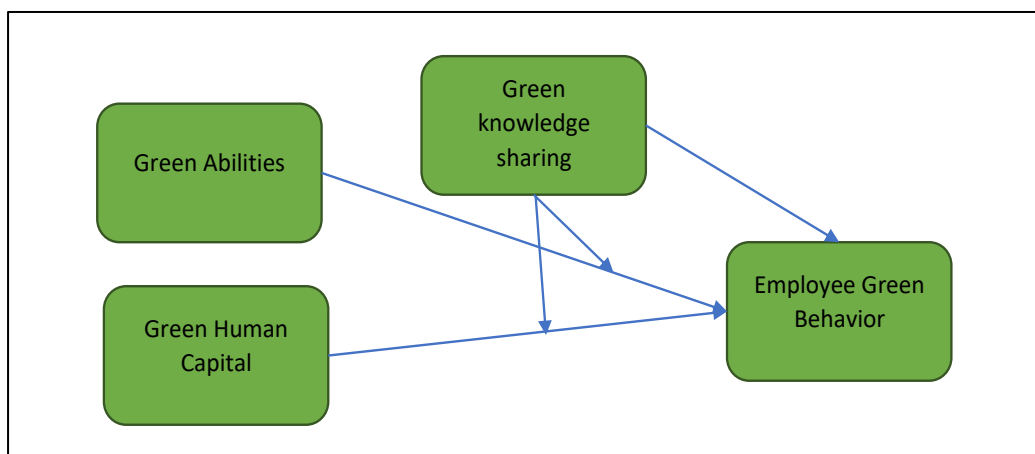 Green
knowledge
sharing
Green Abilities
Employee Green
Behavior
Green Human
Capital